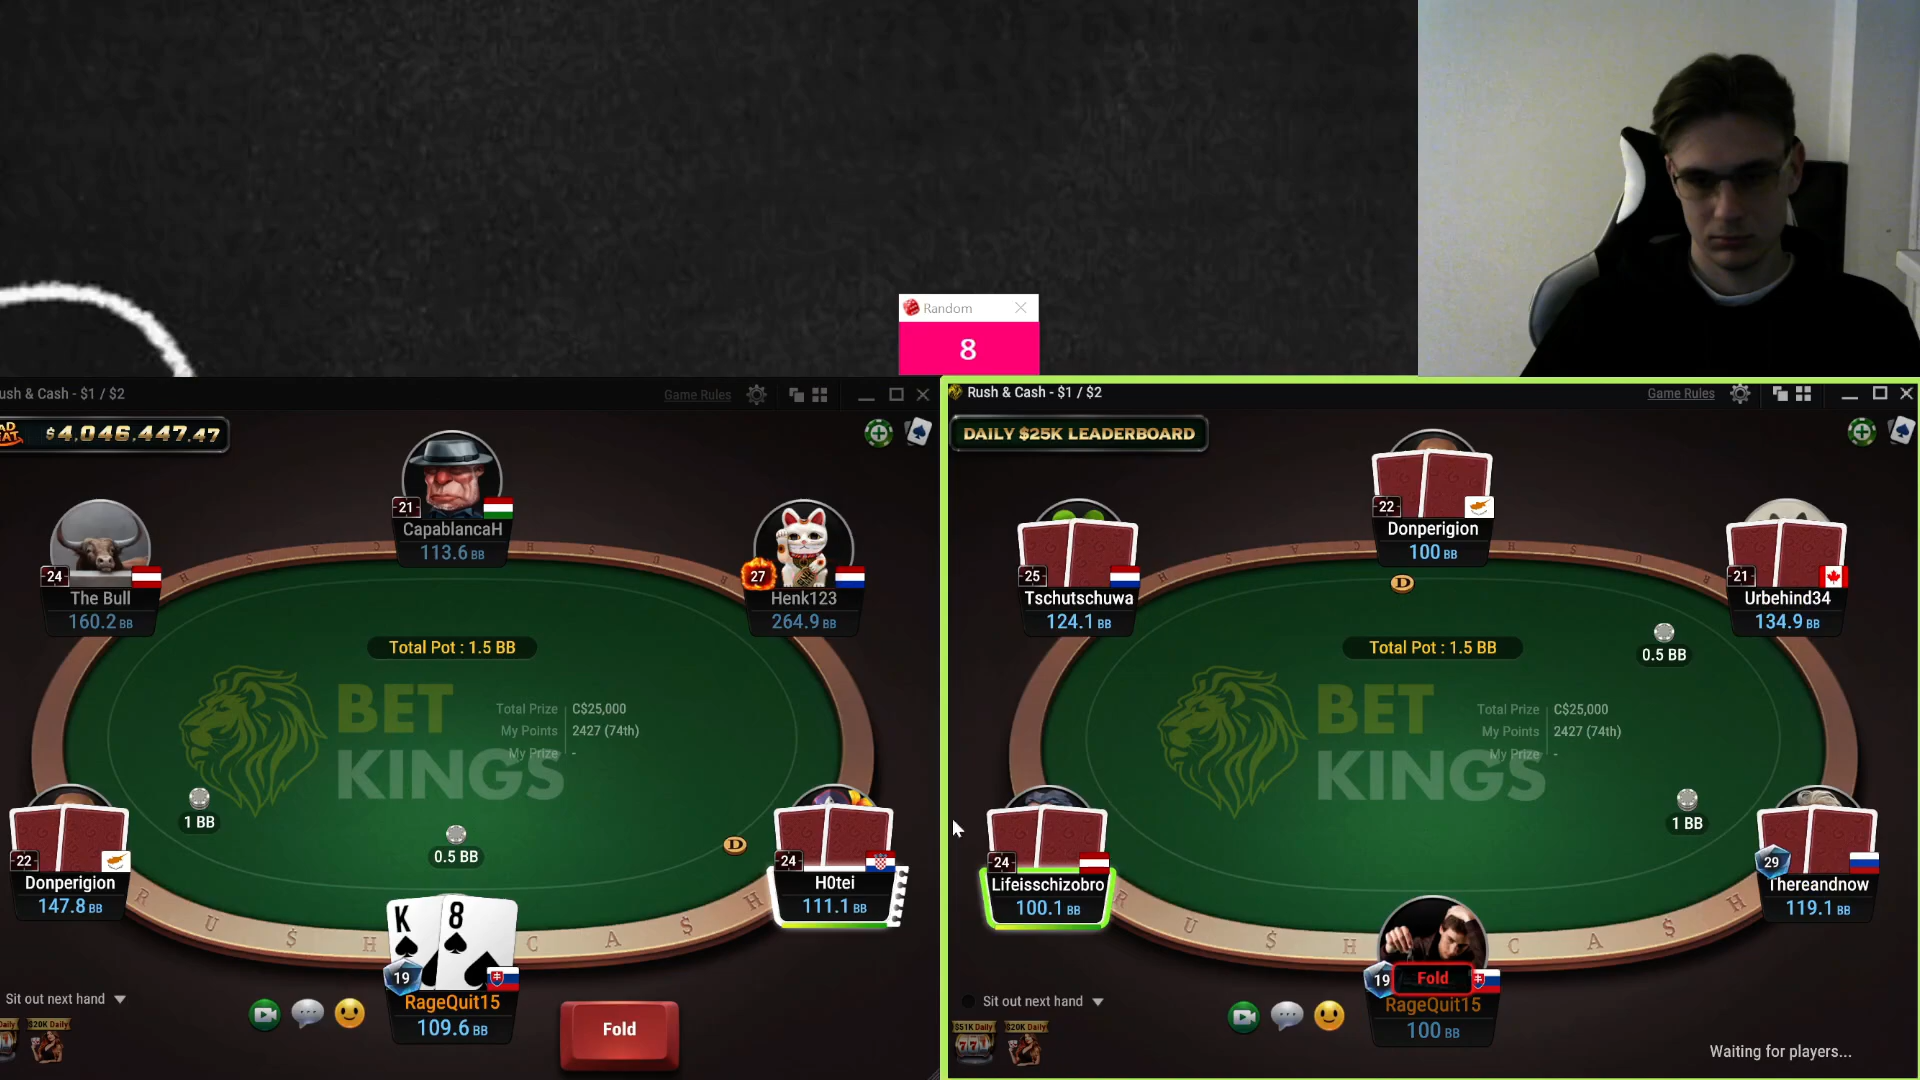 Random
8
ush & Cash - $1 / $2
Game Rules
$4,046,447.47
21
CapablancaH
113.6 BB
24
The Bull
160.2 BB
27
Henk123
264.9 BB
Total Pot : 1.5 BB
BET
KINGS
Total Prize C$25,000
My Points 2427 (74th)
My Prize -
1 BB
0.5 BB
D
22
Donperigion
147.8 BB
24
H0tei
111.1 BB
K 8
19
RageQuit15
109.6 BB
Sit out next hand
$20K Daily
Fold
Rush & Cash - $1 / $2
Game Rules
DAILY $25K LEADERBOARD
22
Donperigion
100 BB
D
25
Tschutschuwa
124.1 BB
21
Urbehind34
134.9 BB
0.5 BB
Total Pot : 1.5 BB
BET
KINGS
Total Prize C$25,000
My Points 2427 (74th)
My Prize -
1 BB
24
Lifeisschizobro
100.1 BB
29
Thereandnow
119.1 BB
19
Fold
RageQuit15
100 BB
Sit out next hand
$51K Daily
$20K Daily
Waiting for players...